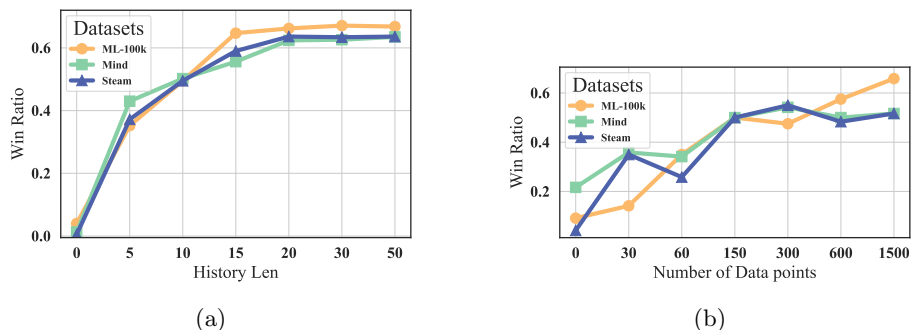 Datasets
ML-100k
Mind
Steam
Win Ratio
0.6
0.4
0.2
0.0
0 5 10 15 20 30 50
History Len
(a)
Datasets
ML-100k
Mind
Steam
Win Ratio
0.6
0.4
0.2
0 30 60 150 300 600 1500
Number of Data points
(b)